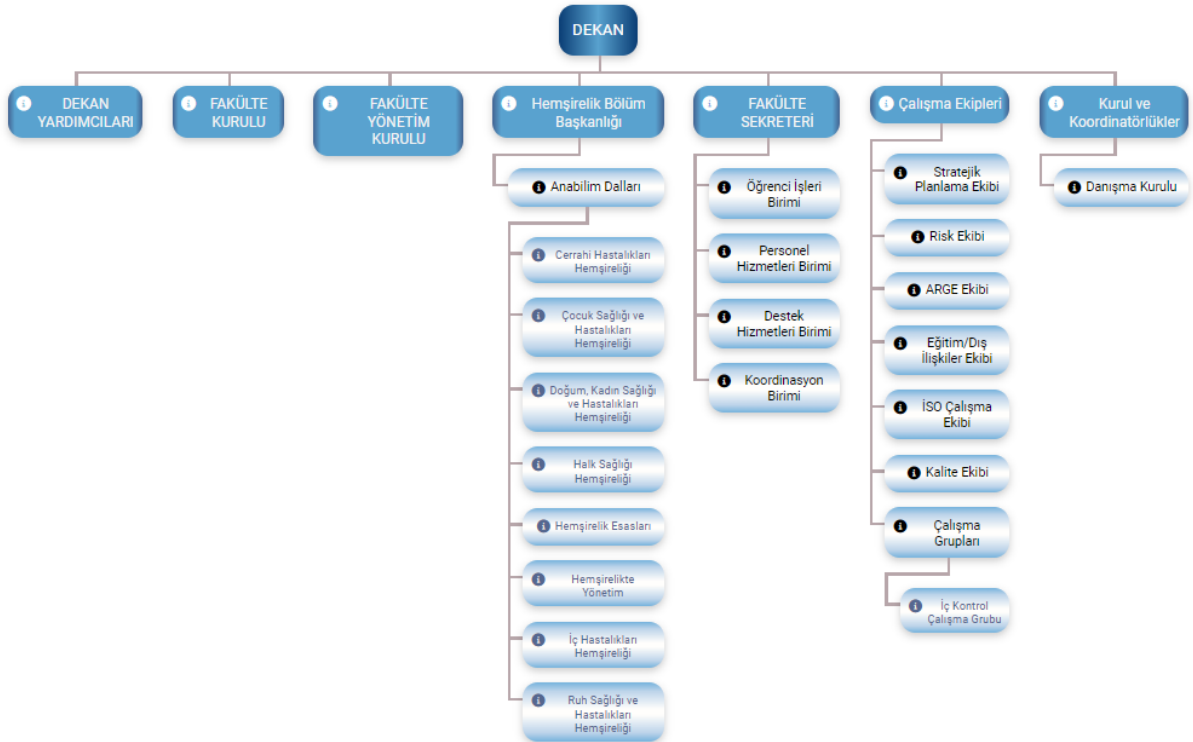 DEKAN
DEKAN
YARDIMCILARI
FAKÜLTE
KURULU
FAKÜLTE
YÖNETİM
KURULU
Hemşirelik Bölüm
Başkanlığı
Anabilim Dalları
Cerrahi Hastalıkları
Hemşireliği
Çocuk Sağlığı ve
Hastalıkları
Hemşireliği
Doğum, Kadın Sağlığı
ve Hastalıkları
Hemşireliği
Halk Sağlığı
Hemşireliği
Hemşirelik Esasları
Hemşirelikte
Yönetim
İç Hastalıkları
Hemşireliği
Ruh Sağlığı ve
Hastalıkları
Hemşireliği
FAKÜLTE
SEKRETERİ
Öğrenci İşleri
Birimi
Personel
Hizmetleri Birimi
Destek
Hizmetleri Birimi
Koordinasyon
Birimi
Çalışma Ekipleri
Stratejik
Planlama Ekibi
Risk Ekibi
ARGE Ekibi
Eğitim/Dış
İlişkiler Ekibi
İSO Çalışma
Ekibi
Kalite Ekibi
Çalışma
Grupları
İç Kontrol
Çalışma Grubu
Kurul ve
Koordinatörlükler
Danışma Kurulu